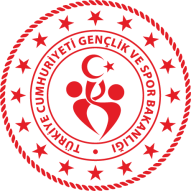 TÜRKİYE CUMHURİYETİ GENÇLİK VE SPOR BAKANLIĞI